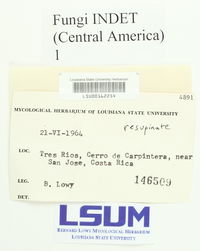 Fungi INDET
(Central America)
1
Louisiana State University Herbarium
4891
MYCOLOGICAL HERBARIUM OF LOUISIANA STATE UNIVERSITY
21-VI-1964
resupinate
LOC. Tres Rios, Cerro de Carpintera, near
San Jose, Costa Rica
LEG. B. Lowy
146509
DET.
LSUM
BERNARD LOWY MYCOLOGICAL HERBARIUM
LOUISIANA STATE UNIVERSITY